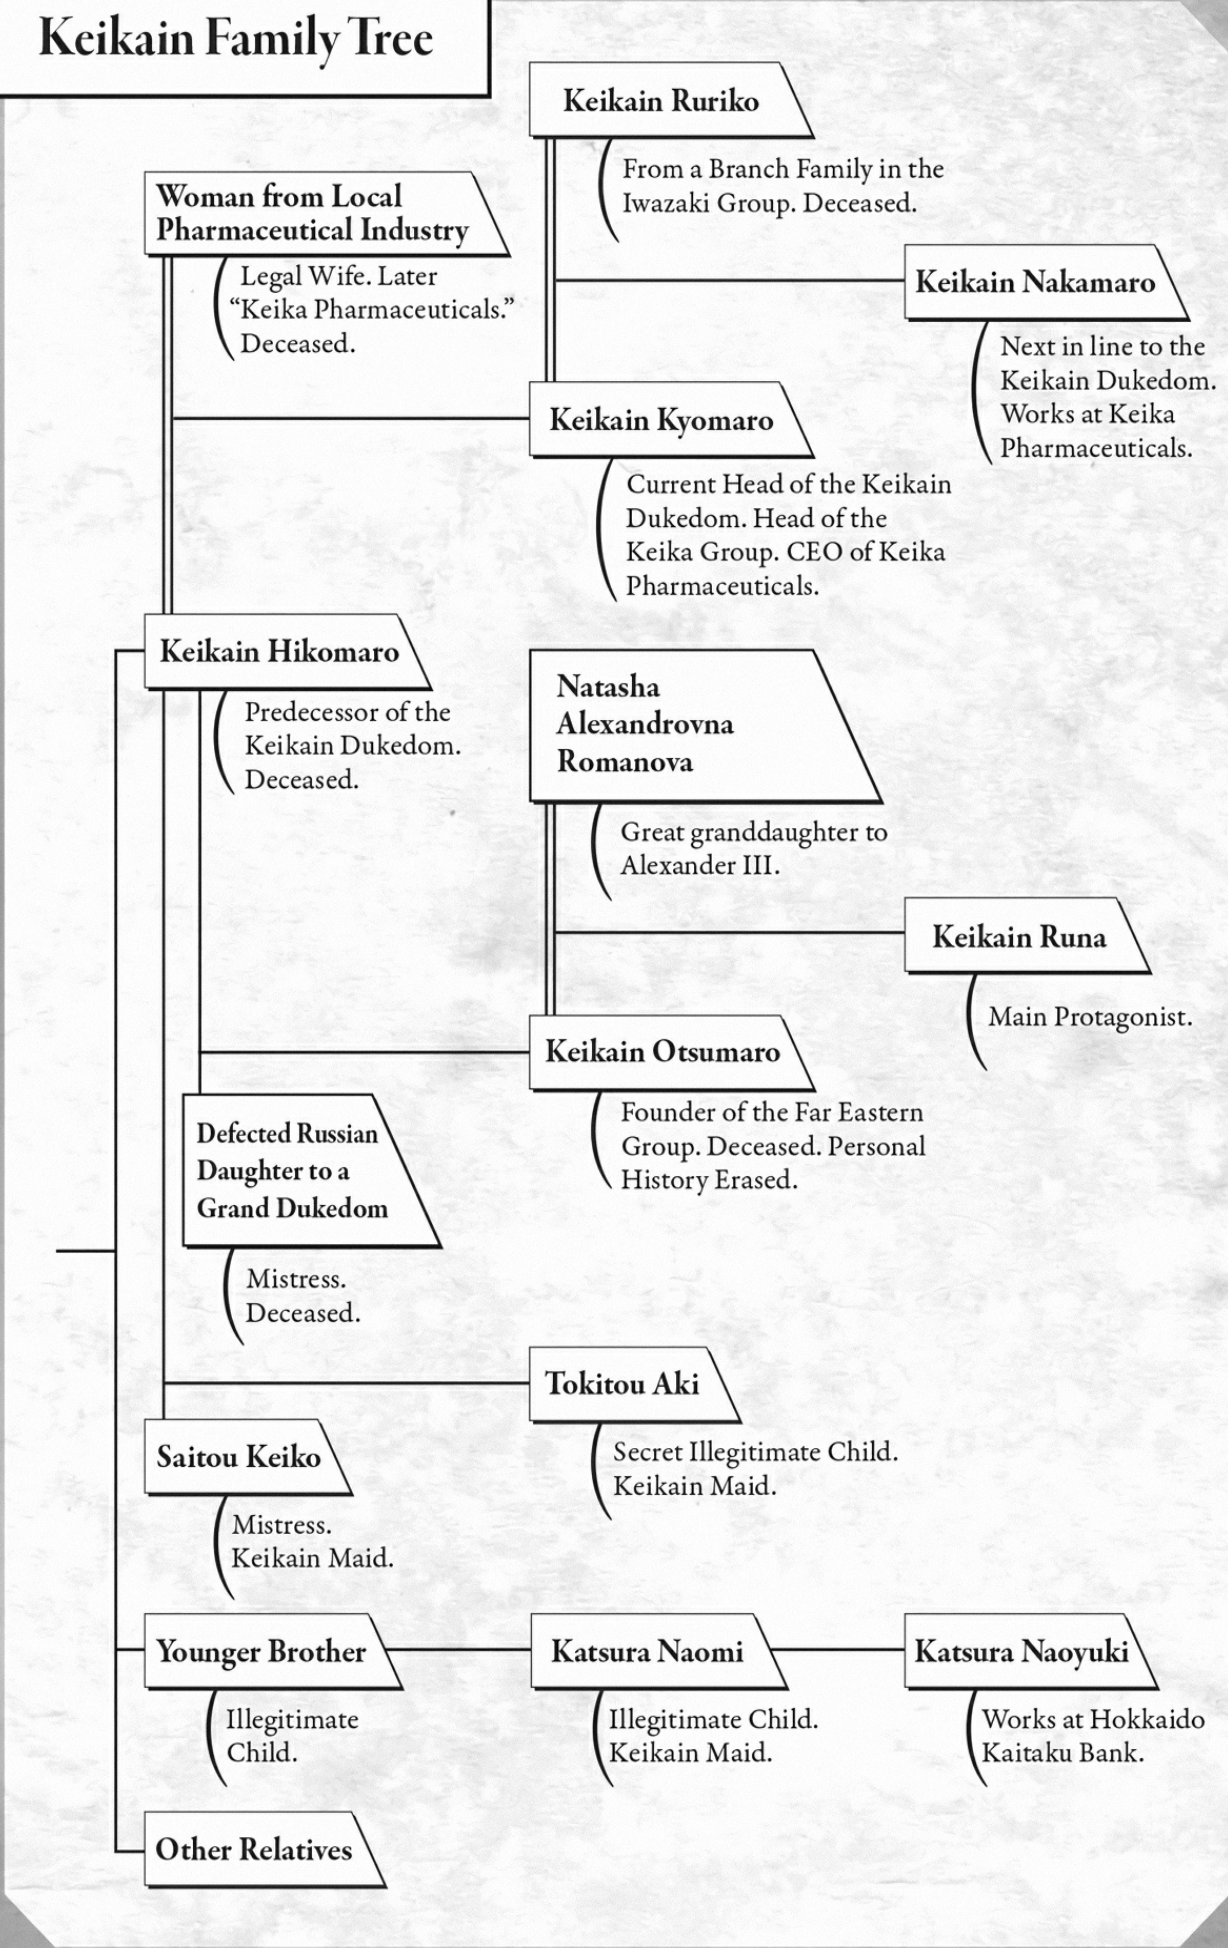 Keikain Family Tree
Keikain Ruriko
From a Branch Family in the
Iwazaki Group. Deceased.
Woman from Local
Pharmaceutical Industry
Legal Wife. Later
“Keika Pharmaceuticals.”
Deceased.
Keikain Nakamaro
Next in line to the
Keikain Dukedom.
Works at Keika
Pharmaceuticals.
Keikain Kyomaro
Current Head of the Keikain
Dukedom. Head of the
Keika Group. CEO of Keika
Pharmaceuticals.
Keikain Hikomaro
Predecessor of the
Keikain Dukedom.
Deceased.
Natasha
Alexandrovna
Romanova
Great granddaughter to
Alexander III.
Keikain Runa
Main Protagonist.
Keikain Otsumaro
Founder of the Far Eastern
Group. Deceased. Personal
History Erased.
Defected Russian
Daughter to a
Grand Dukedom
Mistress.
Deceased.
Tokitou Aki
Secret Illegitimate Child.
Keikain Maid.
Saitou Keiko
Mistress.
Keikain Maid.
Younger Brother
Illegitimate
Child.
Katsura Naomi
Illegitimate Child.
Keikain Maid.
Katsura Naoyuki
Works at Hokkaido
Kaitaku Bank.
Other Relatives